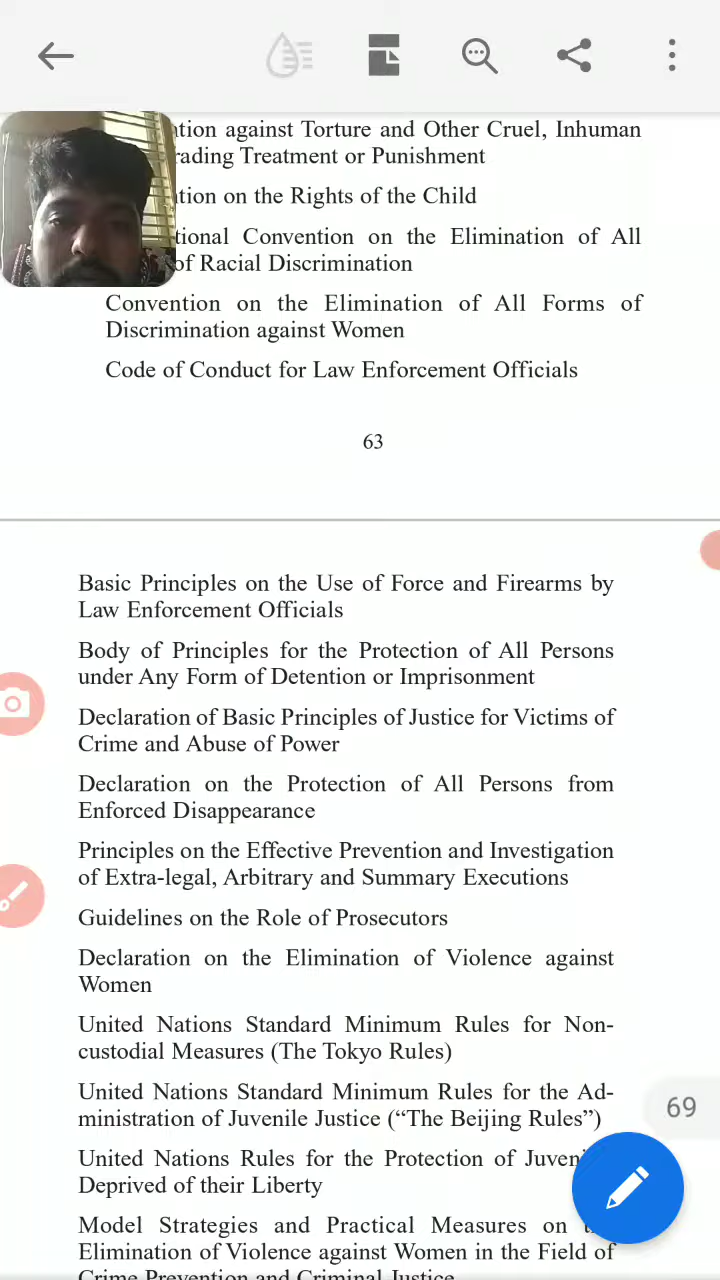 tion against Torture and Other Cruel, Inhuman
rading Treatment or Punishment
tion on the Rights of the Child
tional Convention on the Elimination of All
of Racial Discrimination
Convention on the Elimination of All Forms of
Discrimination against Women
Code of Conduct for Law Enforcement Officials
63
Basic Principles on the Use of Force and Firearms by
Law Enforcement Officials
Body of Principles for the Protection of All Persons
under Any Form of Detention or Imprisonment
Declaration of Basic Principles of Justice for Victims of
Crime and Abuse of Power
Declaration on the Protection of All Persons from
Enforced Disappearance
Principles on the Effective Prevention and Investigation
of Extra-legal, Arbitrary and Summary Executions
Guidelines on the Role of Prosecutors
Declaration on the Elimination of Violence against
Women
United Nations Standard Minimum Rules for Non-
custodial Measures (The Tokyo Rules)
United Nations Standard Minimum Rules for the Ad-
ministration of Juvenile Justice (“The Beijing Rules”)
69
United Nations Rules for the Protection of Juveni
Deprived of their Liberty
Model Strategies and Practical Measures on
Elimination of Violence against Women in the Field of
Crime Prevention and Criminal Justice